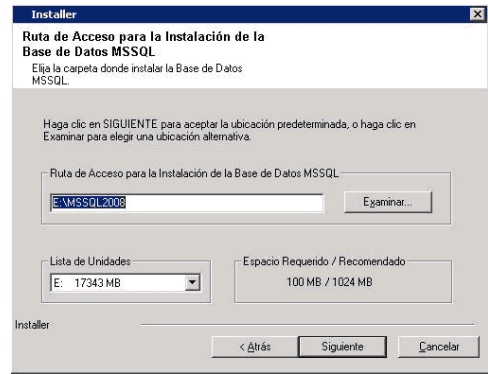 Installer
Ruta de Acceso para la Instalación de la
Base de Datos MSSQL
Elija la carpeta donde instalar la Base de Datos
MSSQL.
Haga clic en SIGUIENTE para aceptar la ubicación predeterminada, o haga clic en
Examinar para elegir una ubicación alternativa.
Ruta de Acceso para la Instalación de la Base de Datos MSSQL
E:\MSSQL2008
Examinar...
Lista de Unidades
E: 17343 MB
Espacio Requerido / Recomendado
100 MB / 1024 MB
Installer
< Atrás
Siguiente
Cancelar